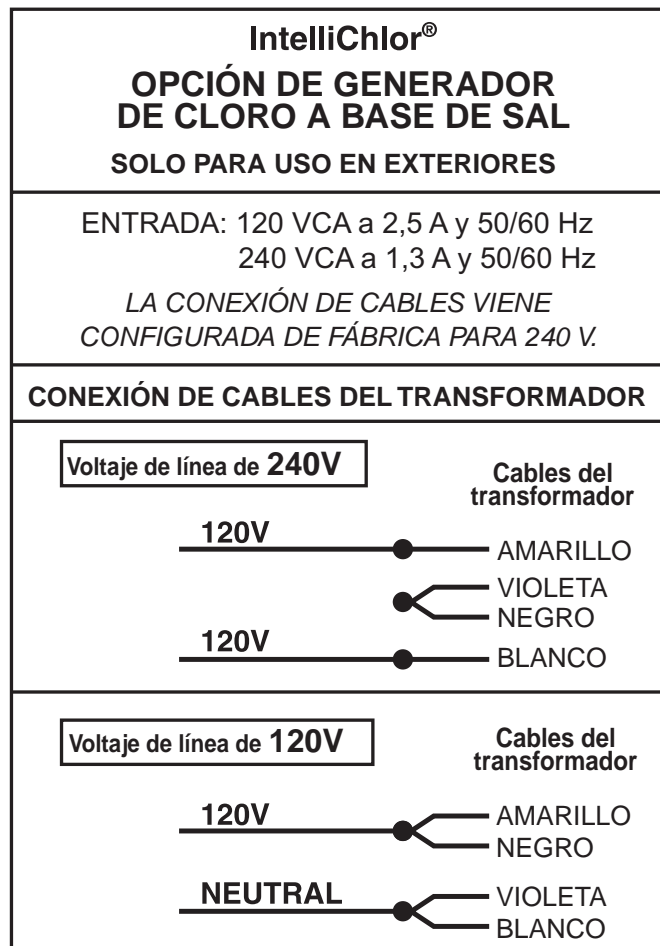 IntelliChlor®
OPCIÓN DE GENERADOR
DE CLORO A BASE DE SAL
SOLO PARA USO EN EXTERIORES
ENTRADA: 120 VCA a 2,5 A y 50/60 Hz
240 VCA a 1,3 A y 50/60 Hz
LA CONEXIÓN DE CABLES VIENE
CONFIGURADA DE FÁBRICA PARA 240 V.
CONEXIÓN DE CABLES DEL TRANSFORMADOR
Voltaje de línea de 240V
Cables del
transformador
120V
AMARILLO
VIOLETA
NEGRO
120V
BLANCO
Voltaje de línea de 120V
Cables del
transformador
120V
AMARILLO
NEGRO
NEUTRAL
VIOLETA
BLANCO